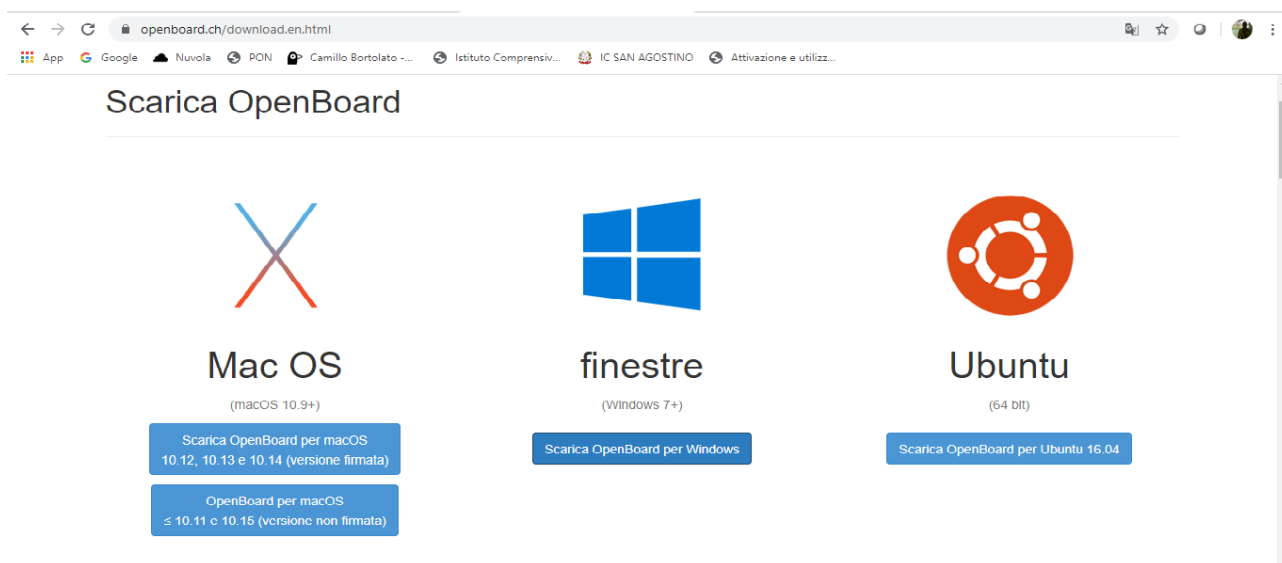 openboard.ch/download.en.html
App Google Nuvola PON Camillo Bortolato -... Istituto Comprensiv... IC SAN AGOSTINO Attivazione e utilizz...
Scarica OpenBoard
Mac OS
(macOS 10.9+)
Scarica OpenBoard per macOS
10.12, 10.13 e 10.14 (versione firmata)
OpenBoard per macOS
≤ 10.11 e 10.15 (versione non firmata)
finestre
(Windows 7+)
Scarica OpenBoard per Windows
Ubuntu
(64 bit)
Scarica OpenBoard per Ubuntu 16.04